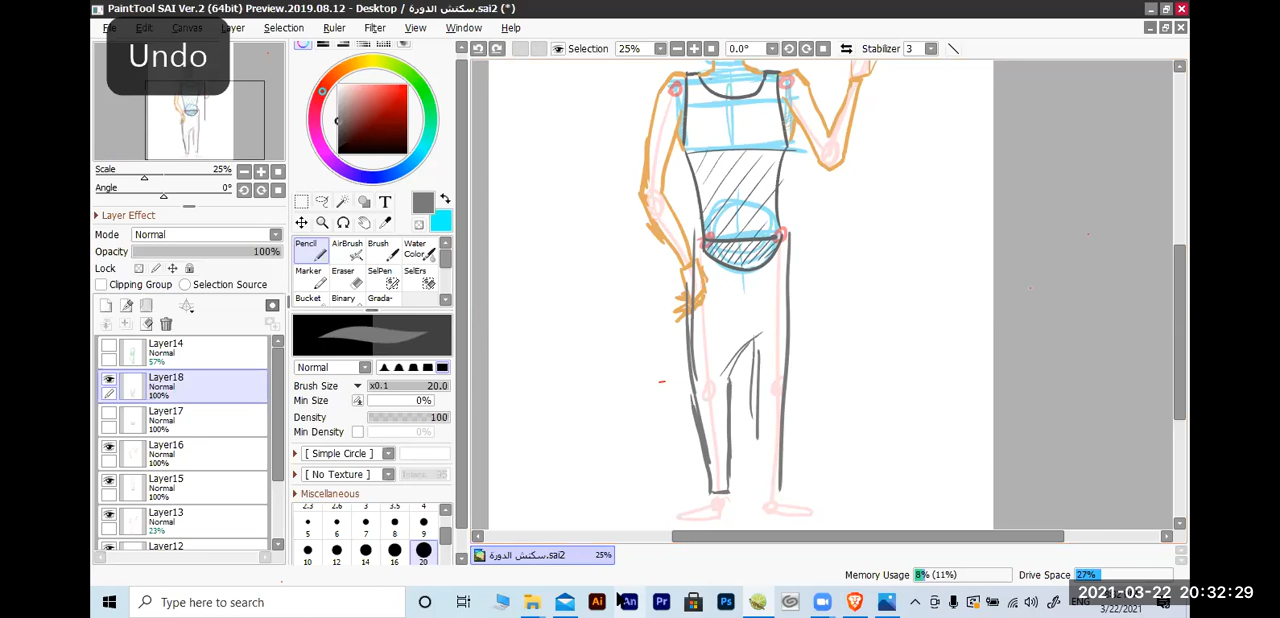 PaintTool SAI Ver.2 (64bit) Preview.2019.08.12 - Desktop / سكتش الدورة.sai2 (*)
File Edit Canvas Layer Selection Ruler Filter View Window Help
Undo
Selection 25% 0.0° Stabilizer 3
Scale 25%
Angle 0°
Layer Effect
Mode Normal
Opacity 100%
Lock
Clipping Group Selection Source
Layer14
Normal
57%
Layer18
Normal
100%
Layer17
Normal
100%
Layer16
Normal
100%
Layer15
Normal
100%
Layer13
Normal
23%
Layer12
T
Pencil AirBrush Brush Water Color
Marker Eraser SelPen SelErs
Bucket Binary Grada-
Normal
Brush Size x0.1 20.0
Min Size 0%
Density 100
Min Density 0%
[ Simple Circle ]
[ No Texture ]
Miscellaneous
2.3 2.6 3 3.5 4
5 6 7 8 9
10 12 14 16 20
سكتش الدورة.sai2 25%
Memory Usage 8% (11%) Drive Space 27%
Type here to search
Ai An Pr Ps
ENG
2021-03-22 20:32:29
3/22/2021